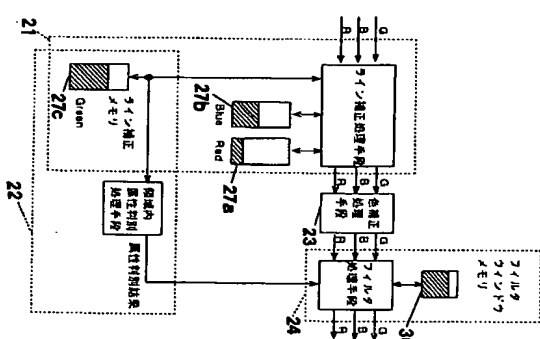 21
22
27c
Green
ライン補正
メモリ
27b
Blue
Red
27a
R
B
G
ライン補正処理手段
R
B
G
領域内
属性判別
処理手段
属性判別結果
色補正
処理
手段
23
R
B
G
フィルタ
処理手段
24
フィルタ
ウィンドウ
メモリ
R
B
G